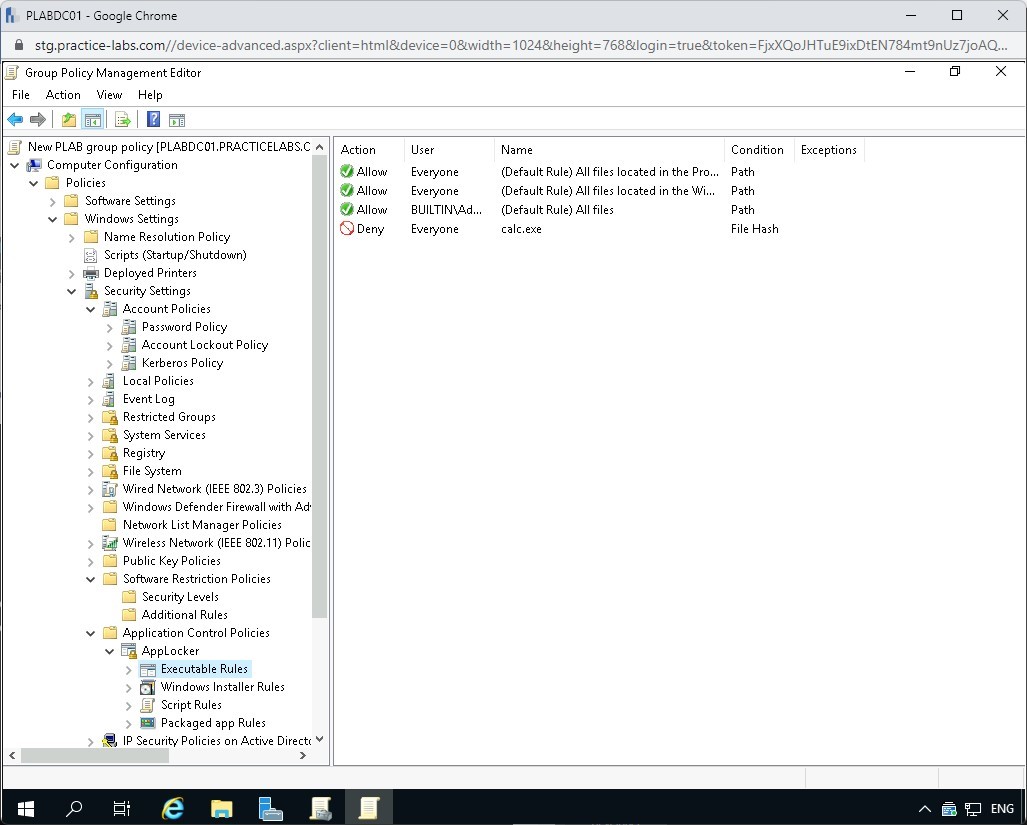 PLABDC01 - Google Chrome
stg.practice-labs.com//device-advanced.aspx?client=html&device=0&width=1024&height=768&login=true&token=FjxXQoJHTuE9ixDtEN784mt9nUz7joAQ...
Group Policy Management Editor
File Action View Help
New PLAB group policy [PLABDC01.PRACTICELABS.C
Computer Configuration
Policies
Software Settings
Windows Settings
Name Resolution Policy
Scripts (Startup/Shutdown)
Deployed Printers
Security Settings
Account Policies
Password Policy
Account Lockout Policy
Kerberos Policy
Local Policies
Event Log
Restricted Groups
System Services
Registry
File System
Wired Network (IEEE 802.3) Policies
Windows Defender Firewall with Ad
Network List Manager Policies
Wireless Network (IEEE 802.11) Polic
Public Key Policies
Software Restriction Policies
Security Levels
Additional Rules
Application Control Policies
AppLocker
Executable Rules
Windows Installer Rules
Script Rules
Packaged app Rules
IP Security Policies on Active Direct
Action User Name Condition Exceptions
Allow Everyone (Default Rule) All files located in the Pro... Path
Allow Everyone (Default Rule) All files located in the Wi... Path
Allow BUILTIN\Ad... (Default Rule) All files Path
Deny Everyone calc.exe File Hash
ENG